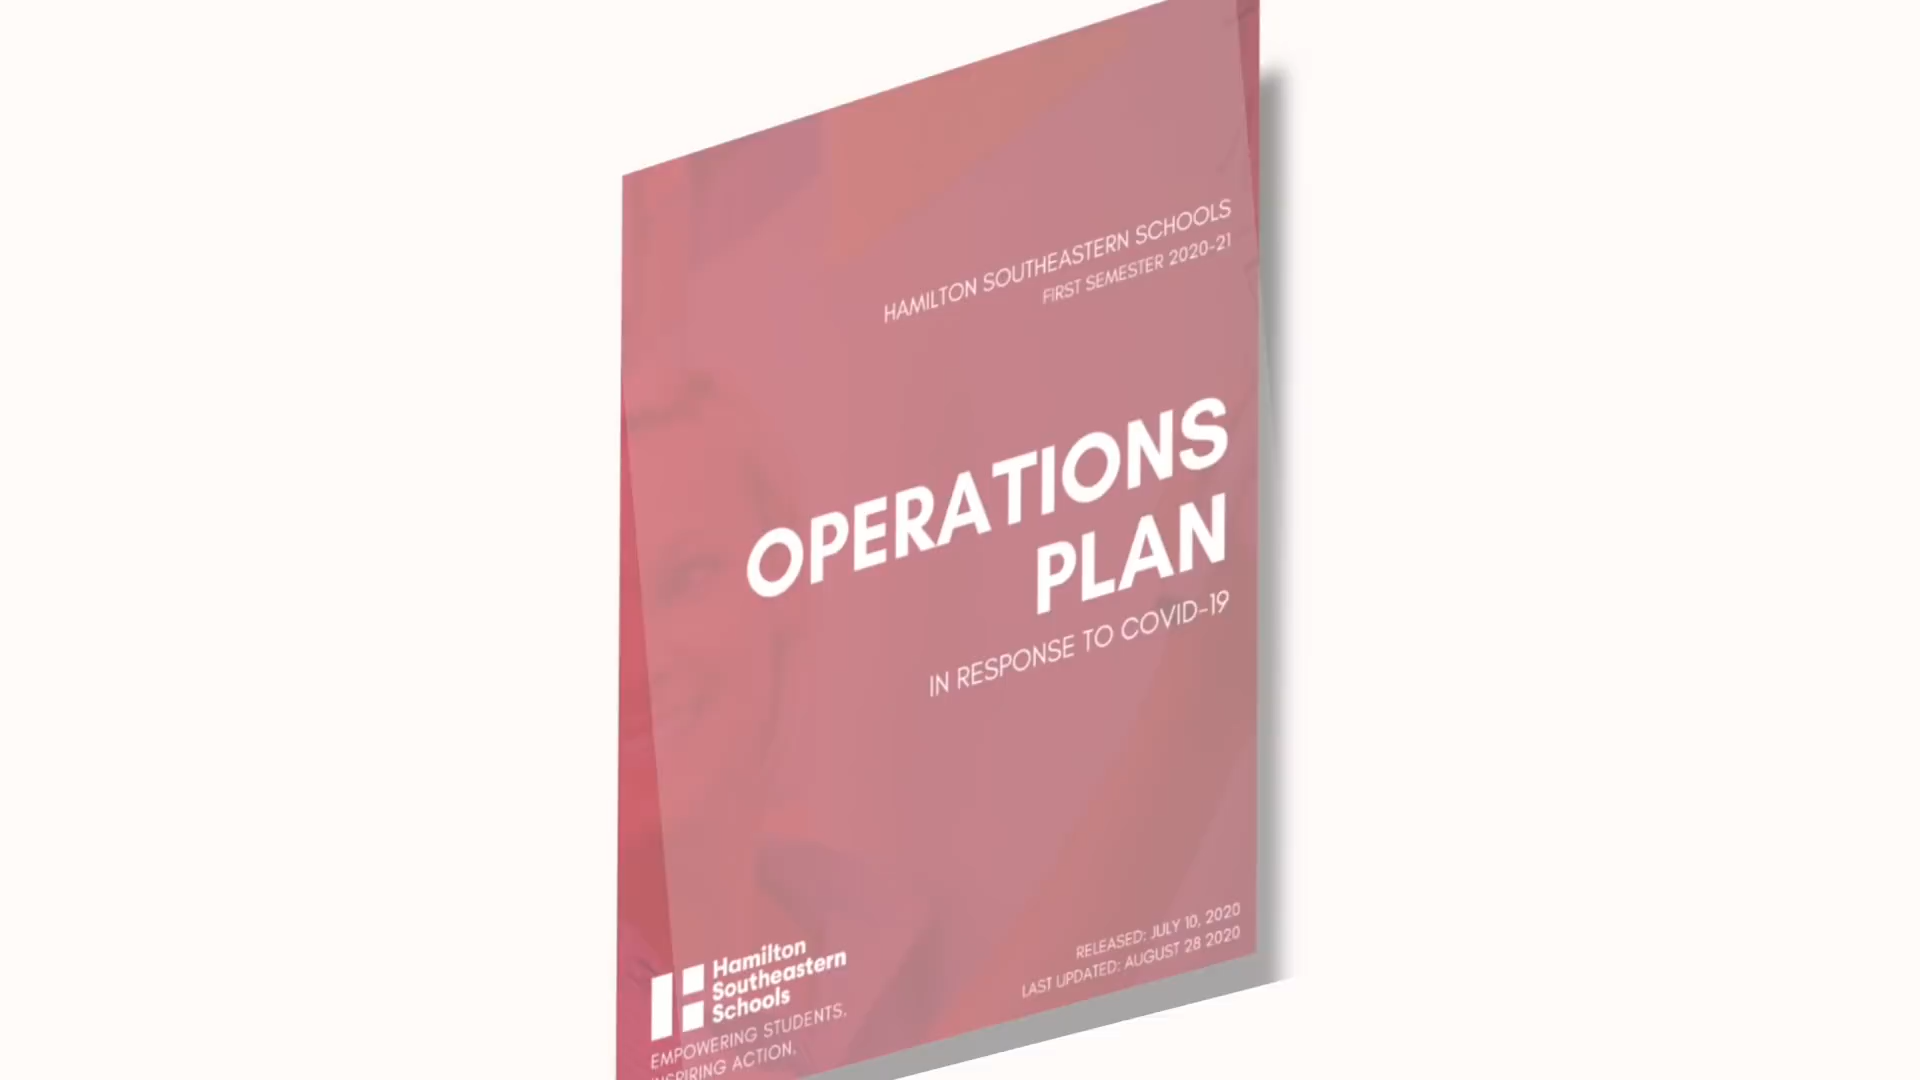 HAMILTON SOUTHEASTERN SCHOOLS
FIRST SEMESTER 2020-21
OPERATIONS
PLAN
IN RESPONSE TO COVID-19
RELEASED: JULY 10, 2020
LAST UPDATED: AUGUST 28 2020
Hamilton
Southeastern
Schools
EMPOWERING STUDENTS.
INSPIRING ACTION.